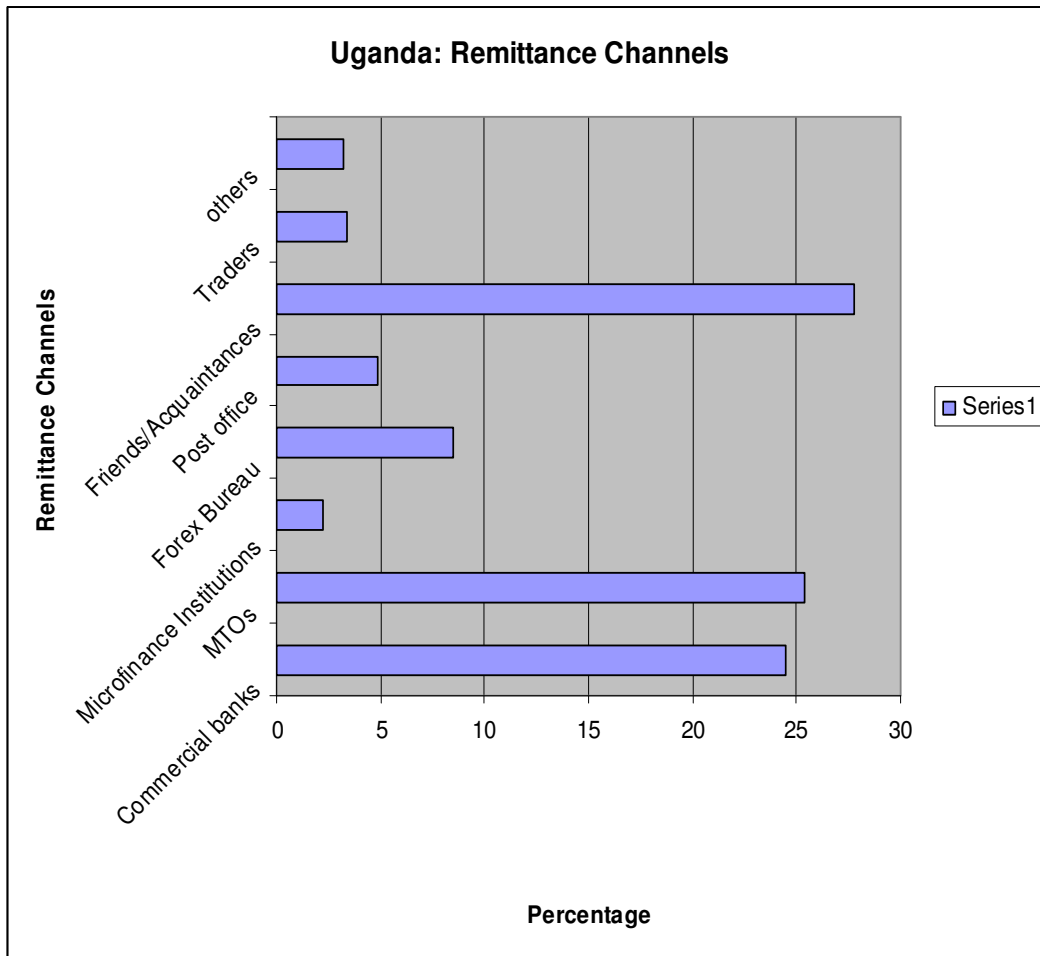 Uganda: Remittance Channels
Remittance Channels
others
Traders
Friends/Acquaintances
Post office
Forex Bureau
Microfinance Institutions
MTOs
Commercial banks
0 5 10 15 20 25 30
Percentage
Series1